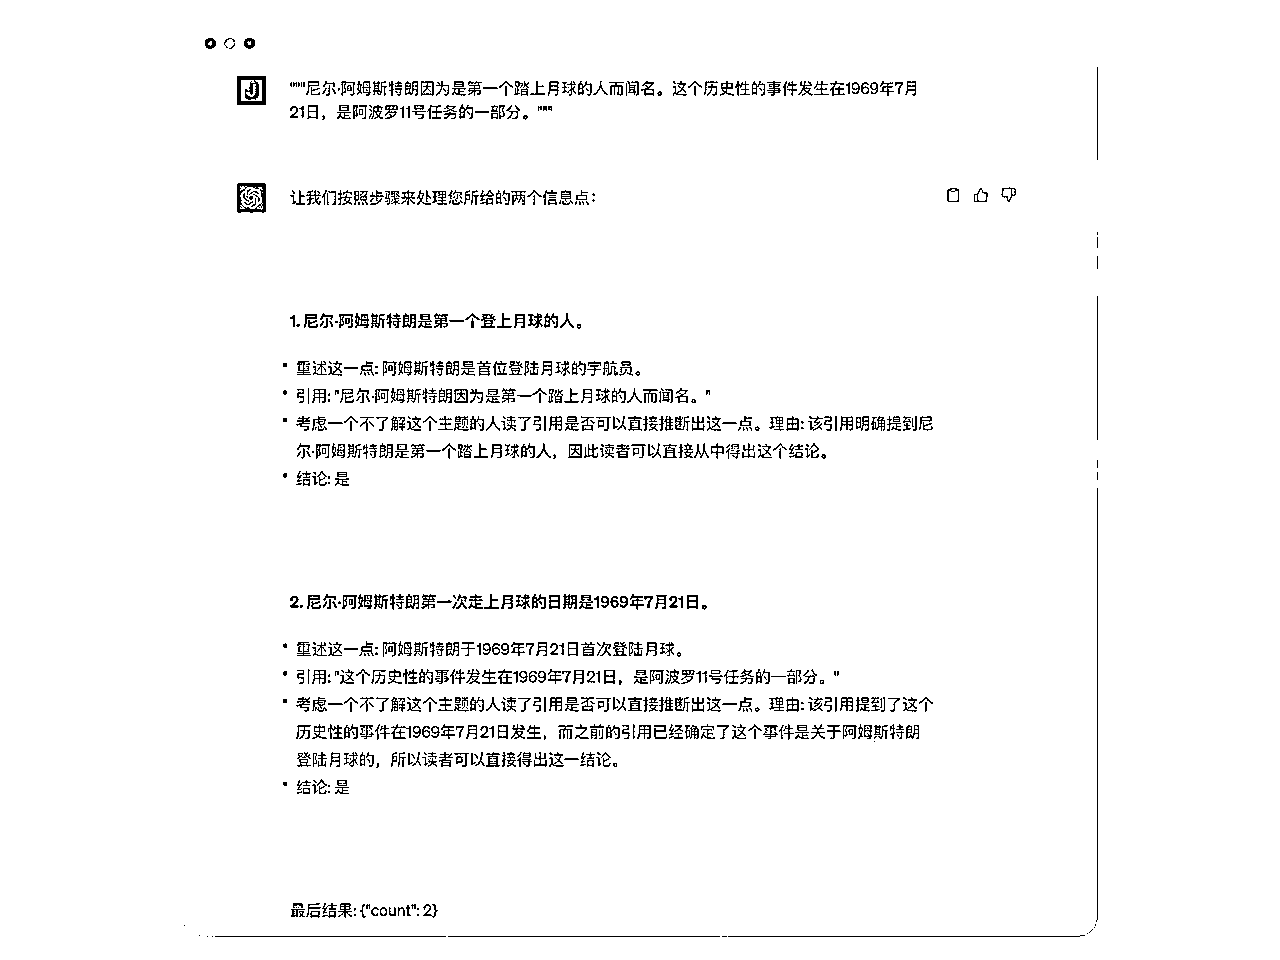 """尼尔·阿姆斯特朗因为是第一个踏上月球的人而闻名。这个历史性的事件发生在1969年7月
21日，是阿波罗11号任务的一部分。"""
让我们按照步骤来处理您所给的两个信息点：
1. 尼尔·阿姆斯特朗是第一个登上月球的人。
• 重述这一点: 阿姆斯特朗是首位登陆月球的宇航员。
• 引用: "尼尔·阿姆斯特朗因为是第一个踏上月球的人而闻名。"
• 考虑一个不了解这个主题的人读了引用是否可以直接推断出这一点。理由: 该引用明确提到尼
尔·阿姆斯特朗是第一个踏上月球的人，因此读者可以直接从中得出这个结论。
• 结论: 是
2. 尼尔·阿姆斯特朗第一次走上月球的日期是1969年7月21日。
• 重述这一点: 阿姆斯特朗于1969年7月21日首次登陆月球。
• 引用: "这个历史性的事件发生在1969年7月21日，是阿波罗11号任务的一部分。"
• 考虑一个不了解这个主题的人读了引用是否可以直接推断出这一点。理由: 该引用提到了这个
历史性的事件在1969年7月21日发生，而之前的引用已经确定了这个事件是关于阿姆斯特朗
登陆月球的，所以读者可以直接得出这一结论。
• 结论: 是
最后结果: {"count": 2}